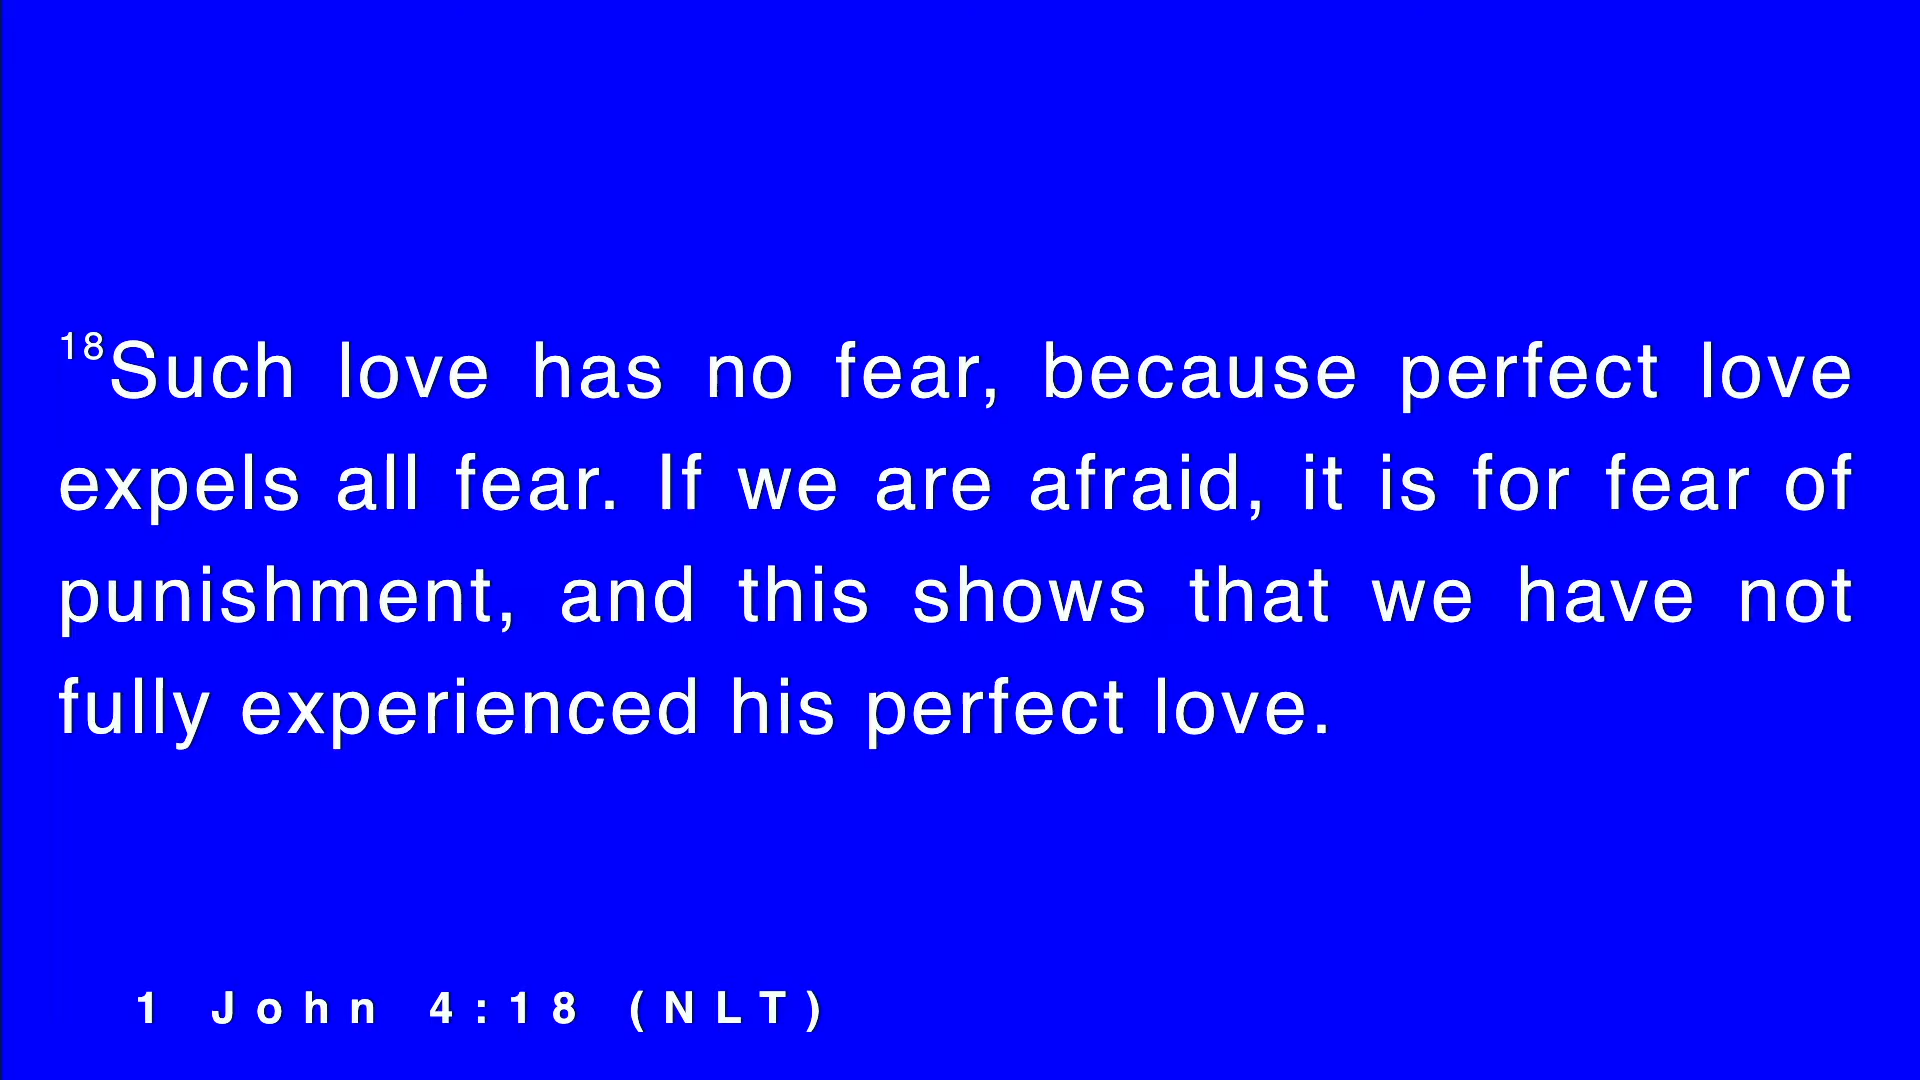 18Such love has no fear, because perfect love
expels all fear. If we are afraid, it is for fear of
punishment, and this shows that we have not
fully experienced his perfect love.
1 John 4:18 (NLT)